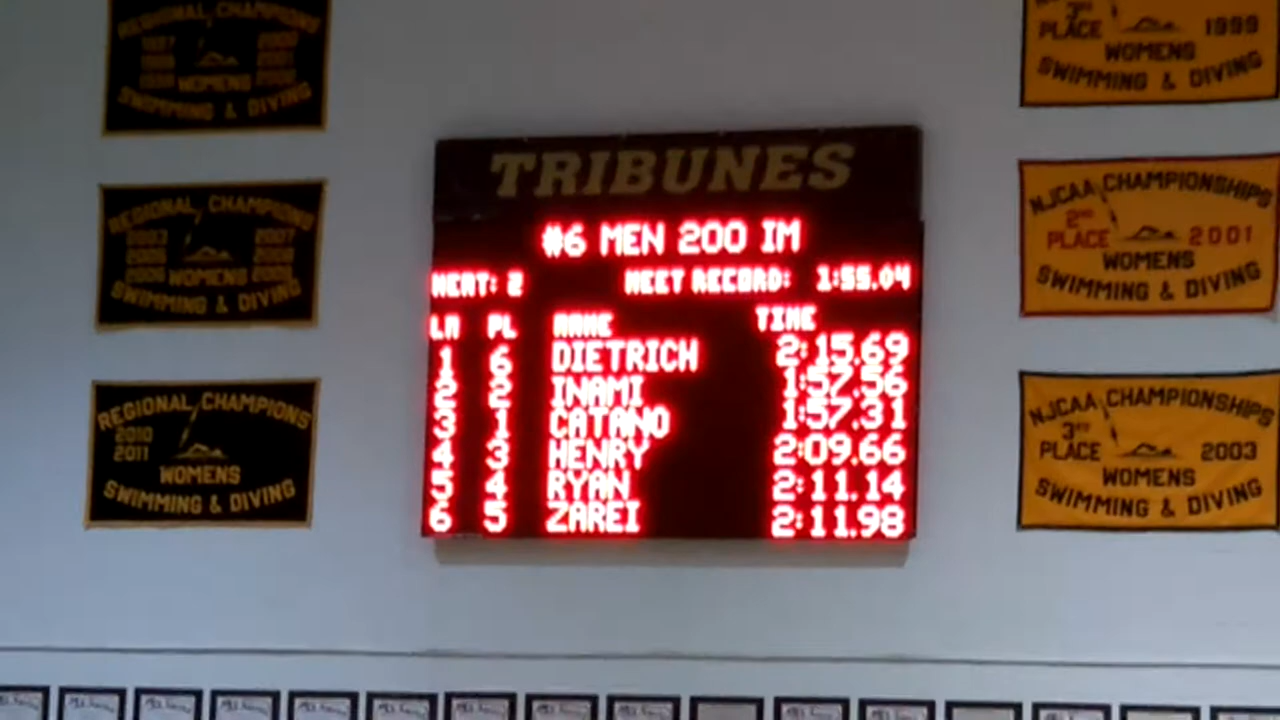 REGIONAL CHAMPIONS
WOMENS
SWIMMING & DIVING
REGIONAL CHAMPIONS
2003 2007
WOMENS
SWIMMING & DIVING
REGIONAL CHAMPIONS
2010
2011
WOMENS
SWIMMING & DIVING
TRIBUNES
#6 MEN 200 IM
HEAT: 2 MEET RECORD: 1:55.04
LN PL NAME TIME
1 6 DIETRICH 2:15.69
2 2 INAMI 1:57.56
3 1 CATANO 1:57.31
4 3 HENRY 2:09.66
5 4 RYAN 2:11.14
6 5 ZAREI 2:11.98
3RD
PLACE 1999
WOMENS
SWIMMING & DIVING
NJCAA CHAMPIONSHIPS
2ND
PLACE 2001
WOMENS
SWIMMING & DIVING
NJCAA CHAMPIONSHIPS
3RD
PLACE 2003
WOMENS
SWIMMING & DIVING